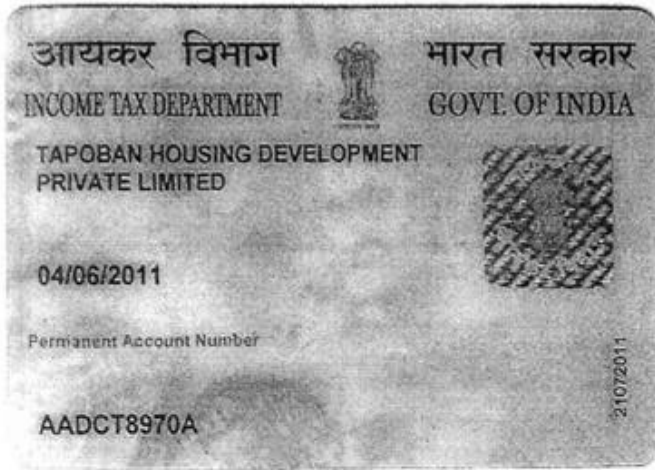 आयकर विभाग
भारत सरकार
INCOME TAX DEPARTMENT
GOVT. OF INDIA
TAPOBAN HOUSING DEVELOPMENT
PRIVATE LIMITED
04/06/2011
Permanent Account Number
AADCT8970A
21072011